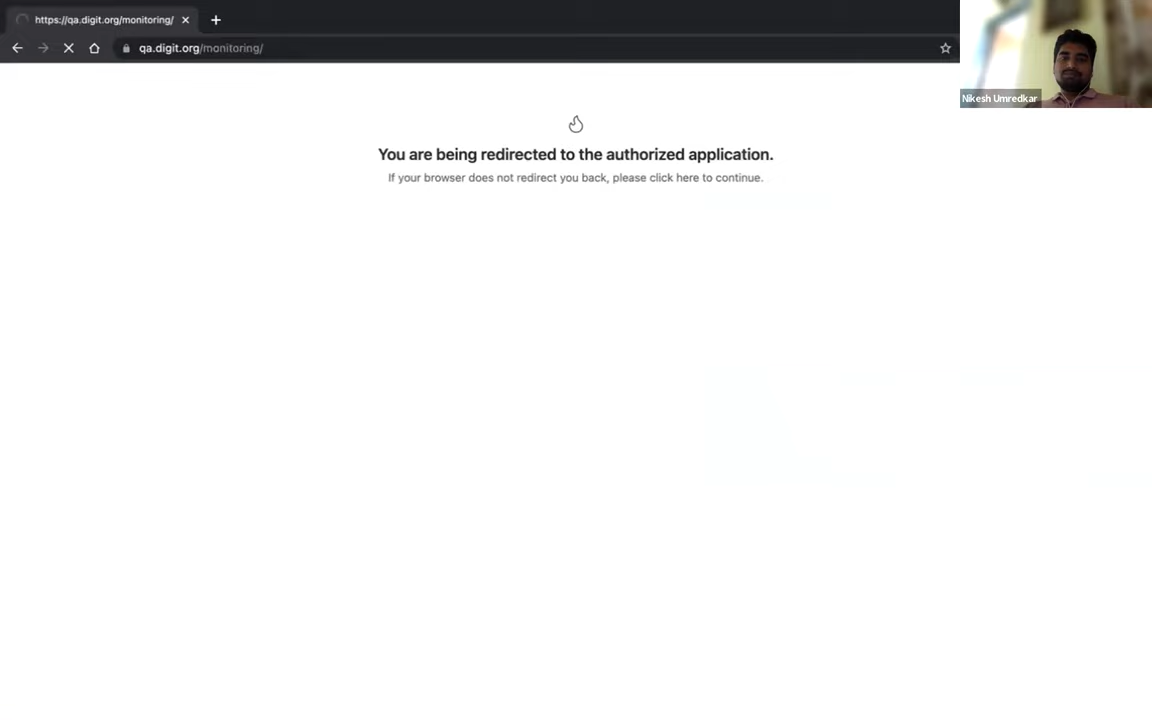 https://qa.digit.org/monitoring/
qa.digit.org/monitoring/
Nikesh Umredkar
You are being redirected to the authorized application.
If your browser does not redirect you back, please click here to continue.